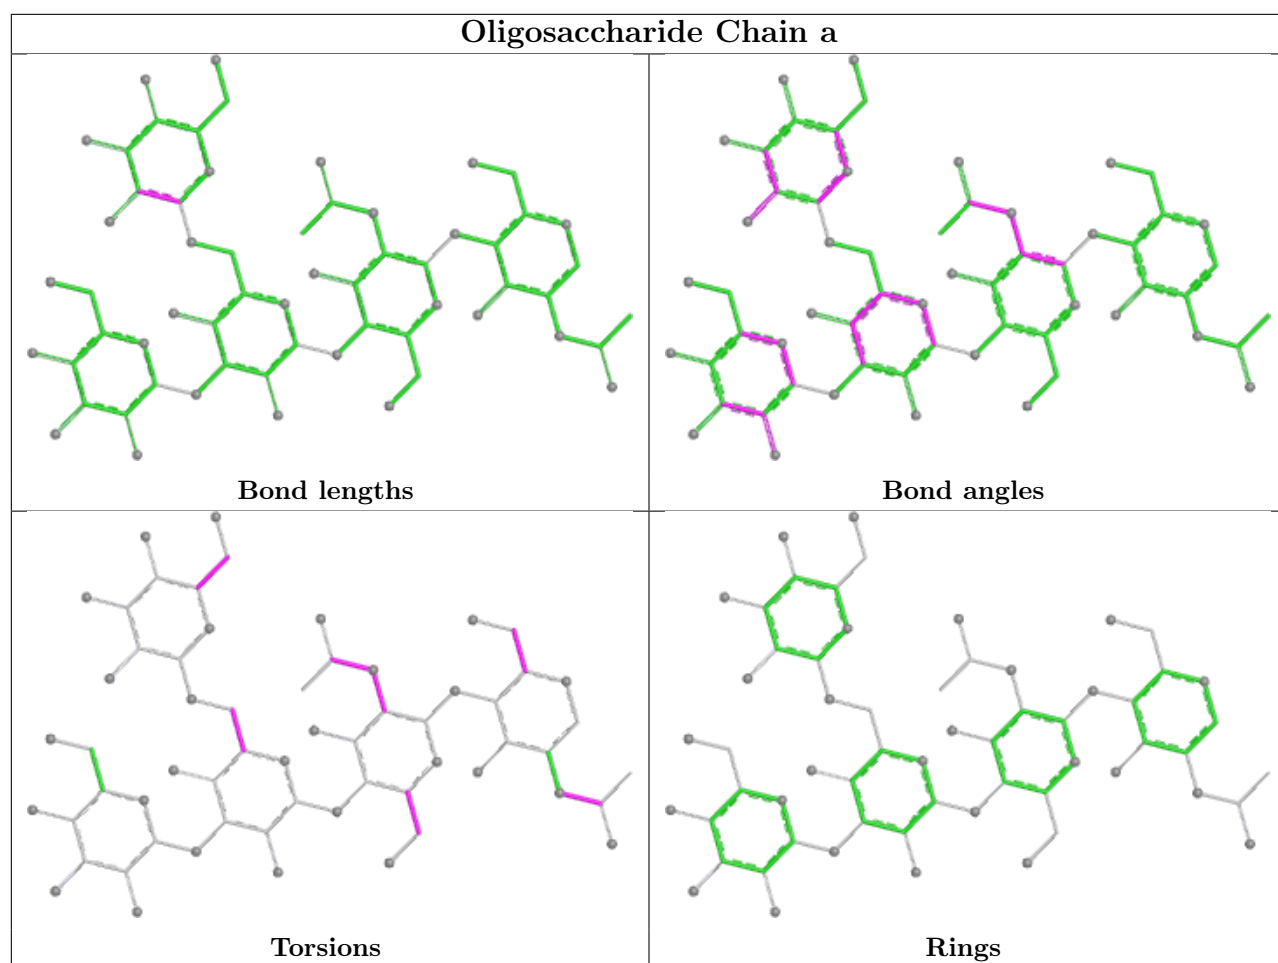 Oligosaccharide Chain a
Bond lengths
Bond angles
Torsions
Rings